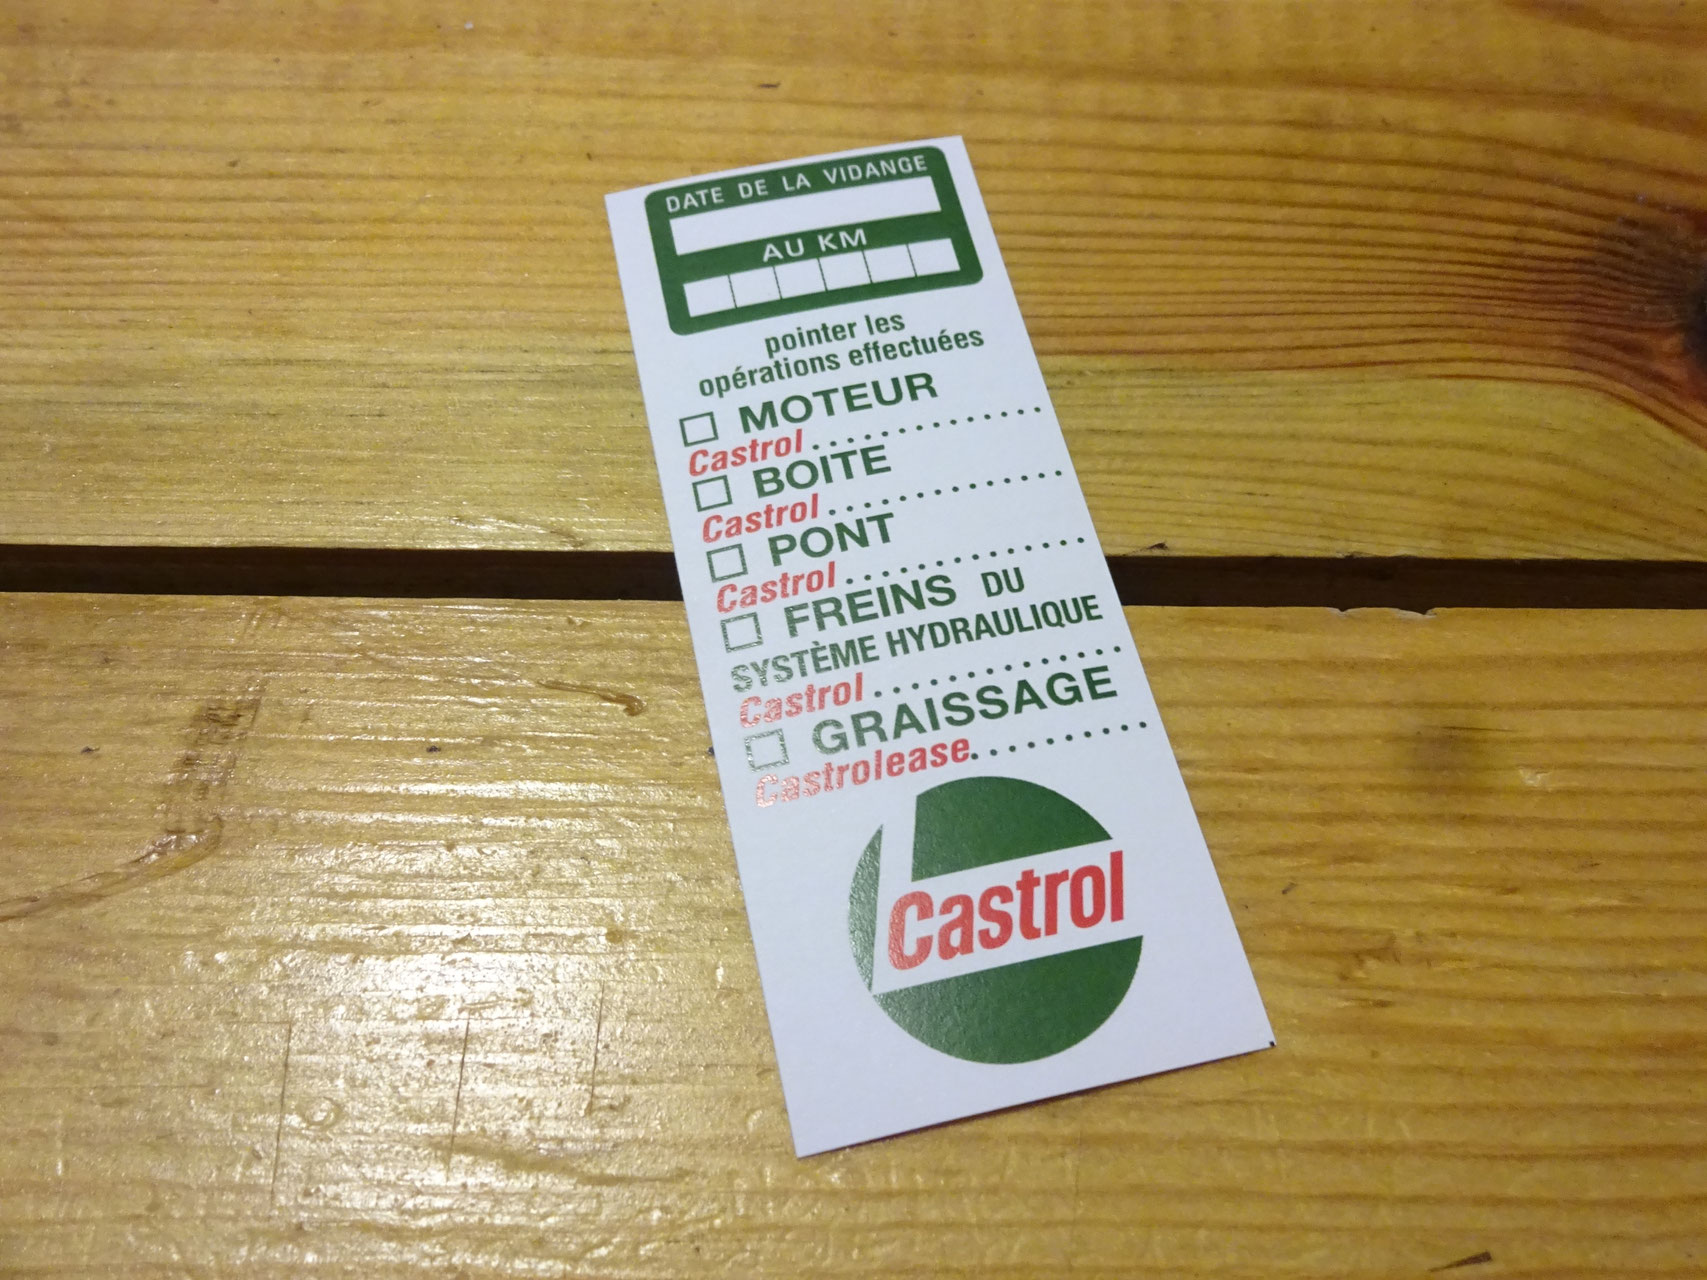 DATE DE LA VIDANGE
AU KM
pointer les
opérations effectuées
MOTEUR
Castrol..............
BOITE
Castrol..............
PONT
Castrol..............
FREINS DU
SYSTÈME HYDRAULIQUE
Castrol..............
GRAISSAGE
Castrolease..........
Castrol